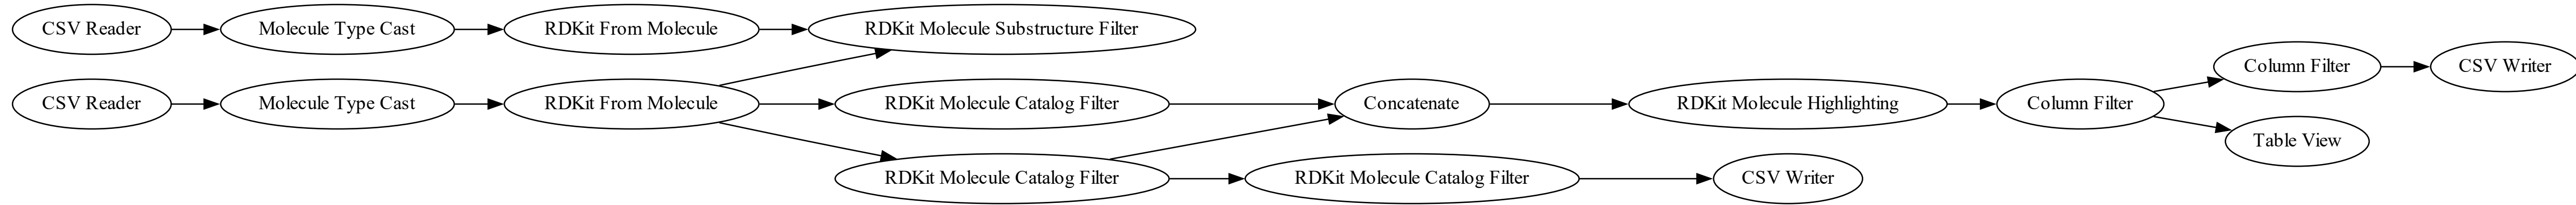 CSV Reader
Molecule Type Cast
RDKit From Molecule
RDKit Molecule Substructure Filter
CSV Reader
Molecule Type Cast
RDKit From Molecule
RDKit Molecule Catalog Filter
Concatenate
RDKit Molecule Highlighting
Column Filter
Column Filter
CSV Writer
Table View
RDKit Molecule Catalog Filter
RDKit Molecule Catalog Filter
CSV Writer